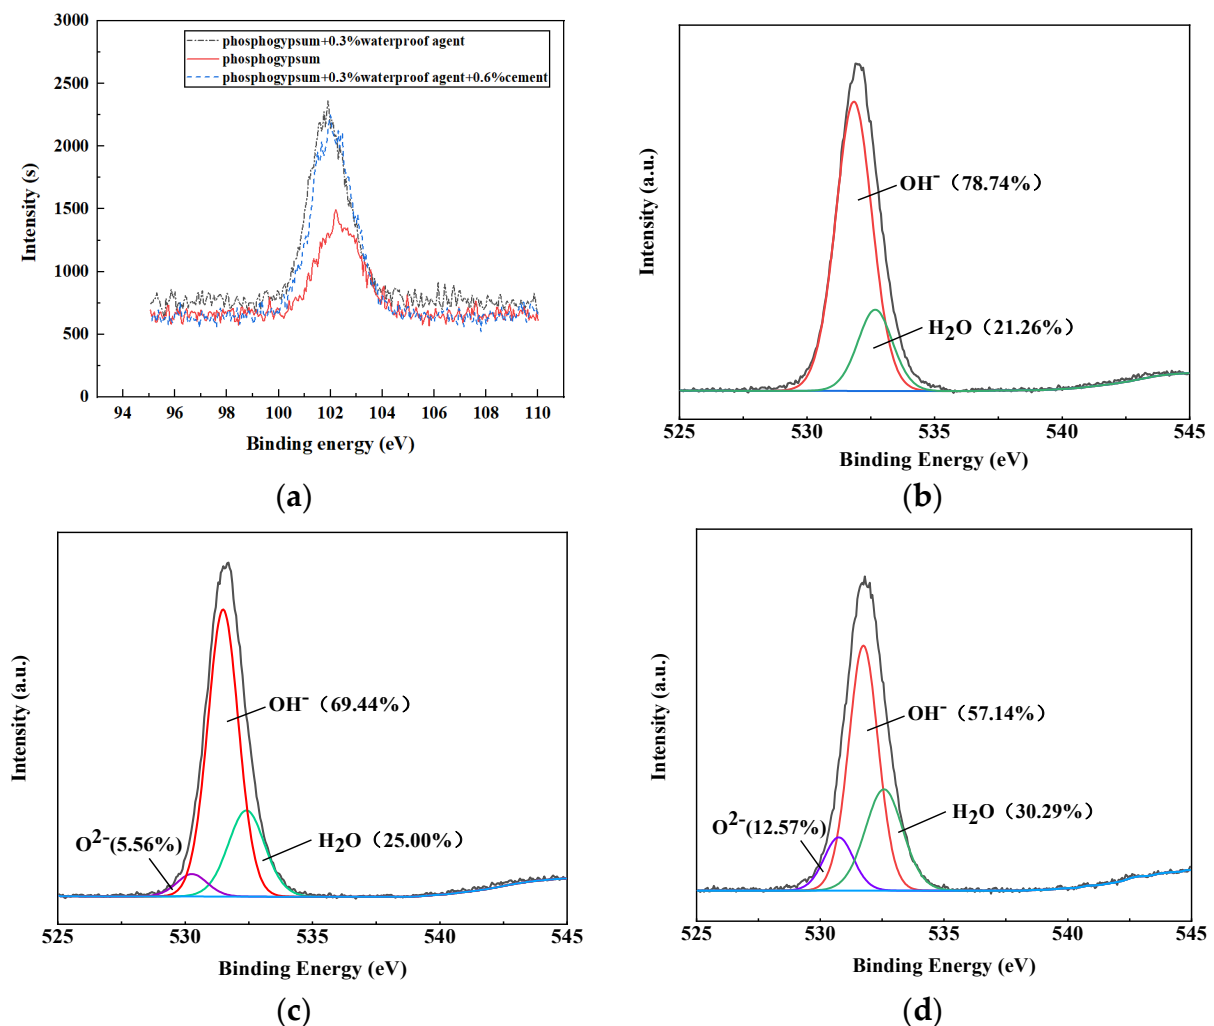 3000
2500
2000
1500
1000
500
0
Intensity (s)
phosphogypsum+0.3%waterproof agent
phosphogypsum
phosphogypsum+0.3%waterproof agent+0.6%cement
94 96 98 100 102 104 106 108 110
Binding energy (eV)
(a)
Intensity (a.u.)
OH⁻ (78.74%)
H₂O (21.26%)
525 530 535 540 545
Binding Energy (eV)
(b)
Intensity (a.u.)
OH⁻ (69.44%)
O²⁻(5.56%)
H₂O (25.00%)
525 530 535 540 545
Binding Energy (eV)
(c)
Intensity (a.u.)
OH⁻ (57.14%)
O²⁻(12.57%)
H₂O (30.29%)
525 530 535 540 545
Binding Energy (eV)
(d)